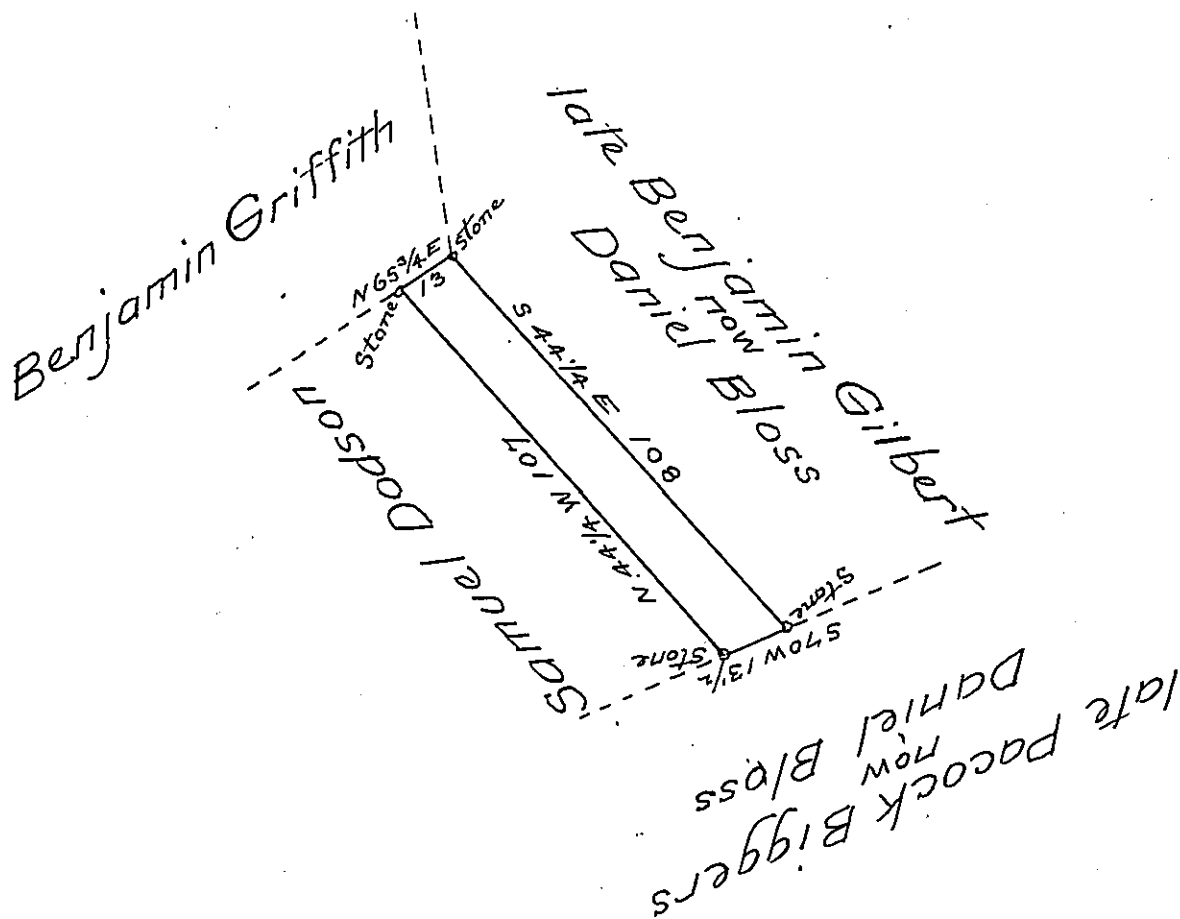 Benjamin Griffith
late Benjamin Gilbert
now
Daniel Bloss
N 65 3/4 E
13
Stone
Stone
S 44 1/4 E 108
N. 44 1/4 W 107
Samuel Dodson
Stone
Stone
S 70 W 13 1/2
late Pacock Biggers
now
Daniel Bloss